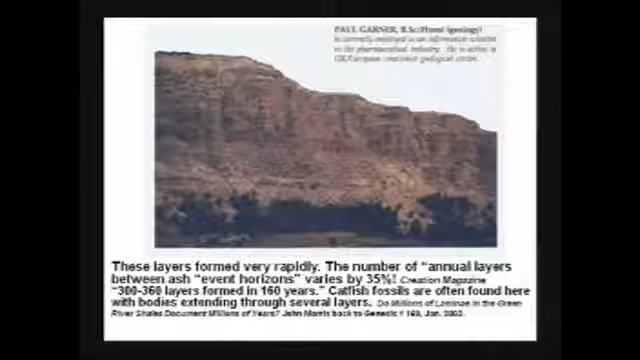 PAUL GARNER, B.Sc(Hons) (geology)
is currently employed as an information scientist
in the pharmaceutical industry. He is active in
geological
These layers formed very rapidly. The number of "annual layers
between ash "event horizons" varies by 35%! Creation Magazine
"300-360 layers formed in 160 years." Catfish fossils are often found here
with bodies extending through several layers. Do Millions of Laminae in the Green
River Shales Document Millions of Years? John Morris back to Genesis # 169, Jan. 2003.